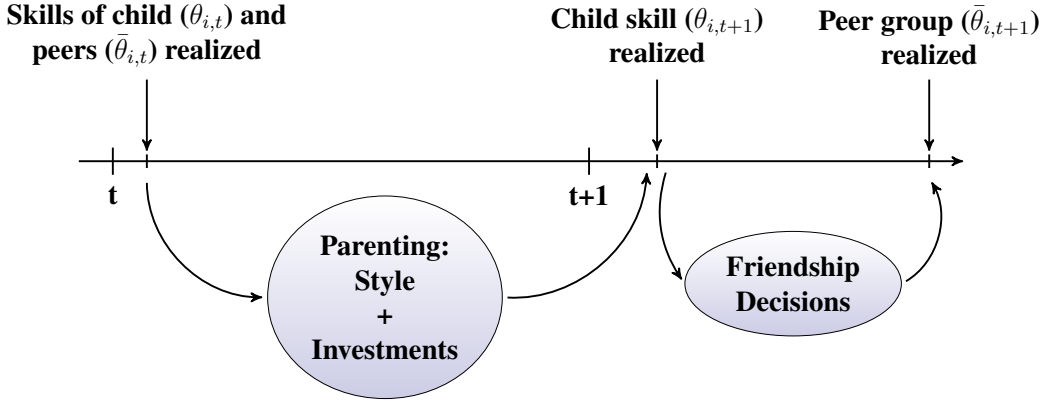 Skills of child (θ_{i,t}) and
peers (θ̄_{i,t}) realized
Child skill (θ_{i,t+1})
realized
Peer group (θ̄_{i,t+1})
realized
t
t+1
Parenting:
Style
+
Investments
Friendship
Decisions